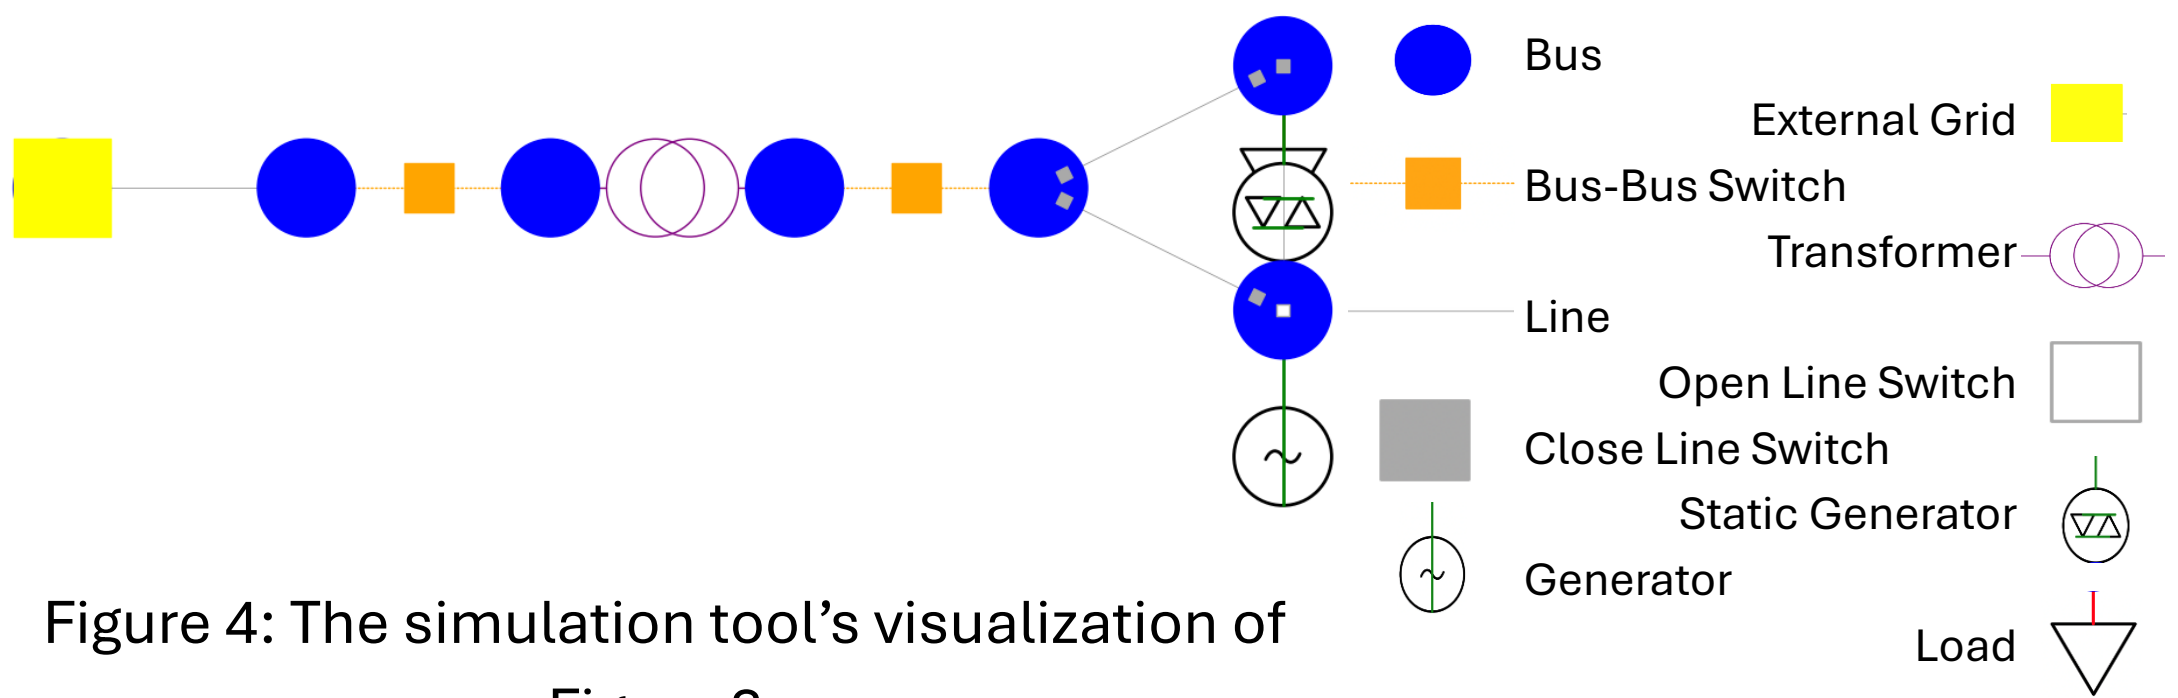 Bus
External Grid
Bus-Bus Switch
Transformer
Line
Open Line Switch
Close Line Switch
Static Generator
Generator
Load
Figure 4: The simulation tool’s visualization of